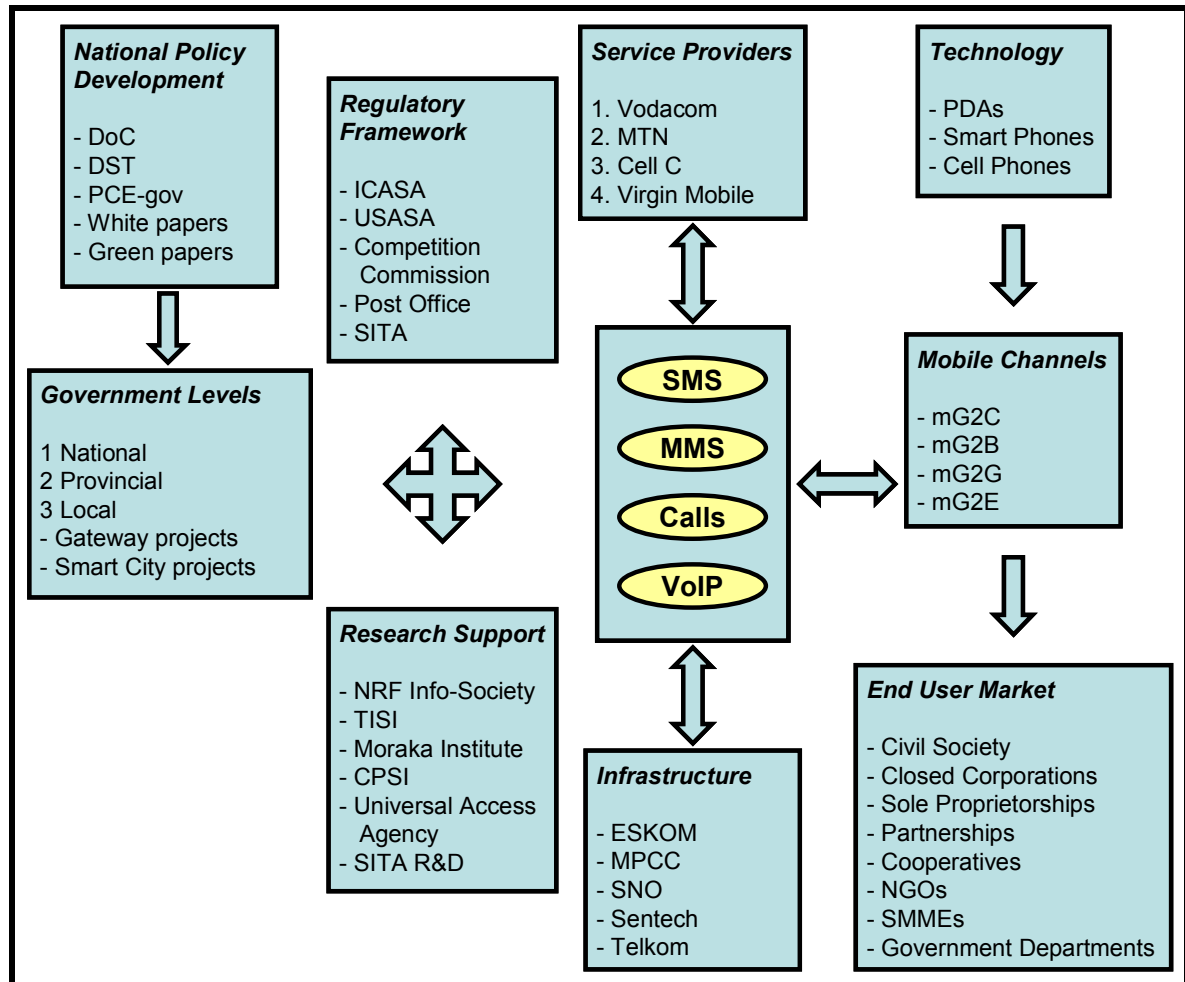 National Policy
Development
- DoC
- DST
- PCE-gov
- White papers
- Green papers
Government Levels
1 National
2 Provincial
3 Local
- Gateway projects
- Smart City projects
Regulatory
Framework
- ICASA
- USASA
- Competition
Commission
- Post Office
- SITA
Research Support
- NRF Info-Society
- TISI
- Moraka Institute
- CPSI
- Universal Access
Agency
- SITA R&D
Service Providers
1. Vodacom
2. MTN
3. Cell C
4. Virgin Mobile
SMS
MMS
Calls
VoIP
Infrastructure
- ESKOM
- MPCC
- SNO
- Sentech
- Telkom
Technology
- PDAs
- Smart Phones
- Cell Phones
Mobile Channels
- mG2C
- mG2B
- mG2G
- mG2E
End User Market
- Civil Society
- Closed Corporations
- Sole Proprietorships
- Partnerships
- Cooperatives
- NGOs
- SMMEs
- Government Departments